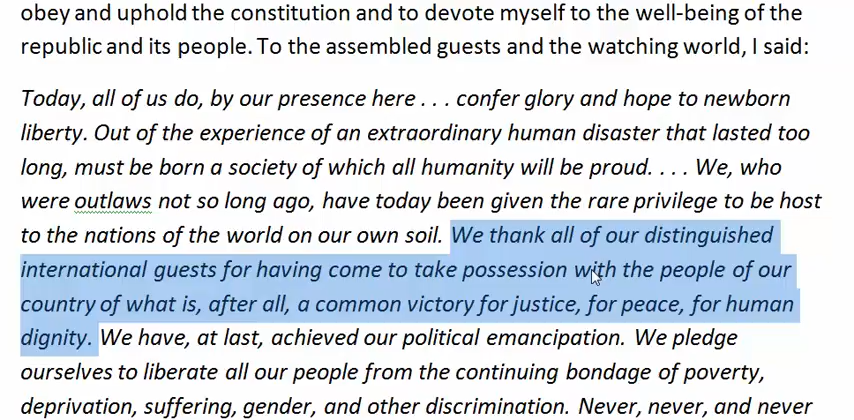 obey and uphold the constitution and to devote myself to the well-being of the
republic and its people. To the assembled guests and the watching world, I said:
Today, all of us do, by our presence here . . . confer glory and hope to newborn
liberty. Out of the experience of an extraordinary human disaster that lasted too
long, must be born a society of which all humanity will be proud. . . . We, who
were outlaws not so long ago, have today been given the rare privilege to be host
to the nations of the world on our own soil. We thank all of our distinguished
international guests for having come to take possession with the people of our
country of what is, after all, a common victory for justice, for peace, for human
dignity. We have, at last, achieved our political emancipation. We pledge
ourselves to liberate all our people from the continuing bondage of poverty,
deprivation, suffering, gender, and other discrimination. Never, never, and never